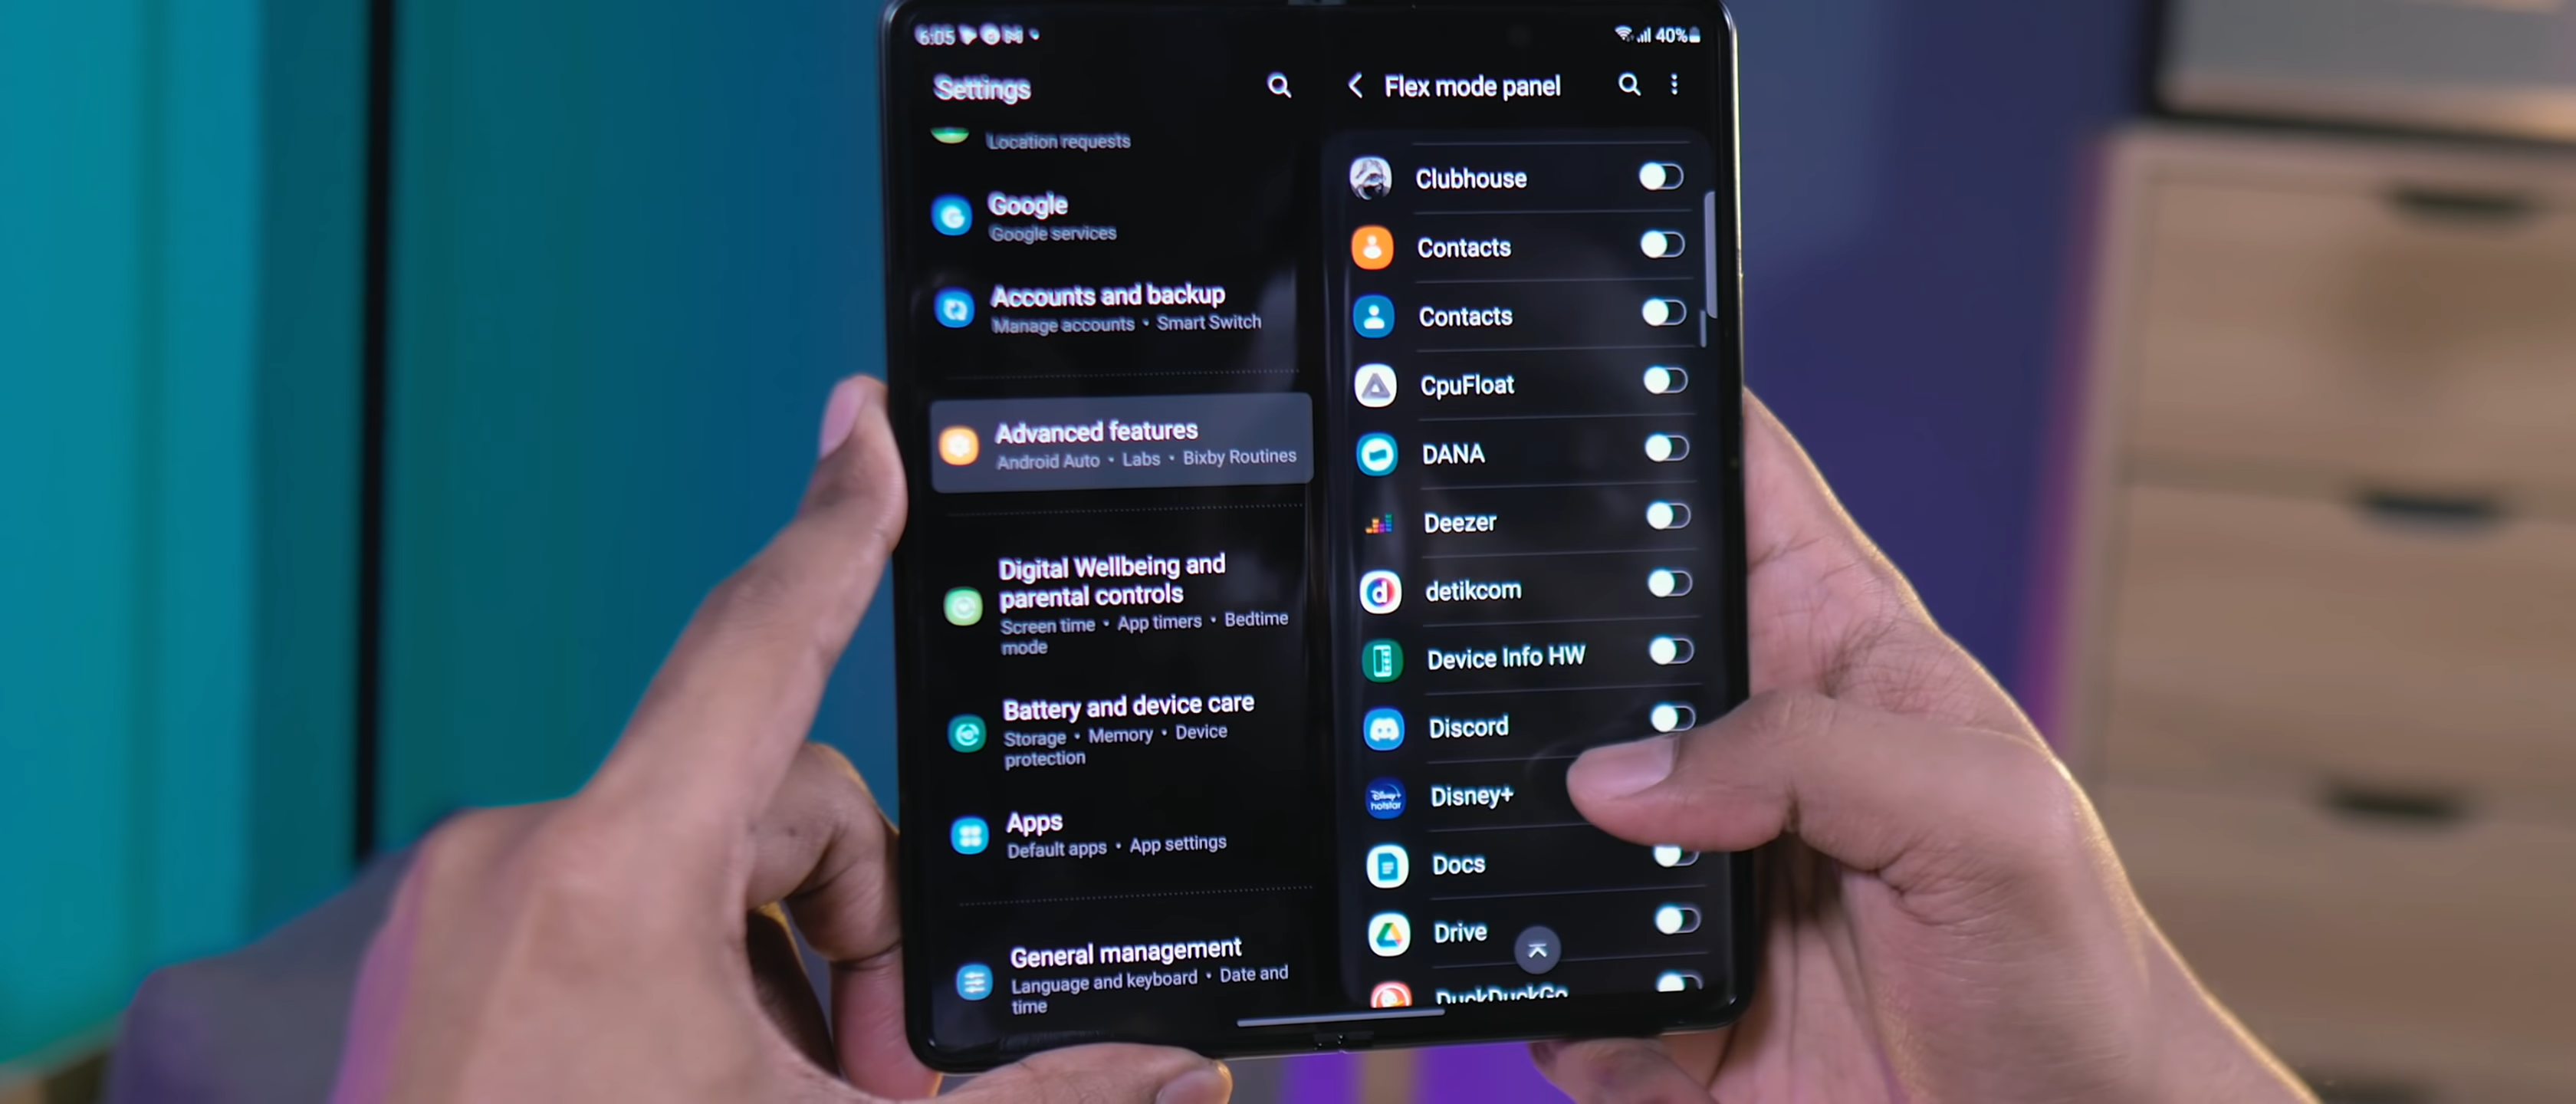 6:05
40%
Settings
Location requests
Google
Google services
Accounts and backup
Manage accounts • Smart Switch
Advanced features
Android Auto • Labs • Bixby Routines
Digital Wellbeing and
parental controls
Screen time • App timers • Bedtime
mode
Battery and device care
Storage • Memory • Device
protection
Apps
Default apps • App settings
General management
Language and keyboard • Date and
time
Flex mode panel
Clubhouse
Contacts
Contacts
CpuFloat
DANA
Deezer
d
detikcom
Device Info HW
Discord
Disney+
hotstar
Disney+
Docs
Drive
DuckDuckGo